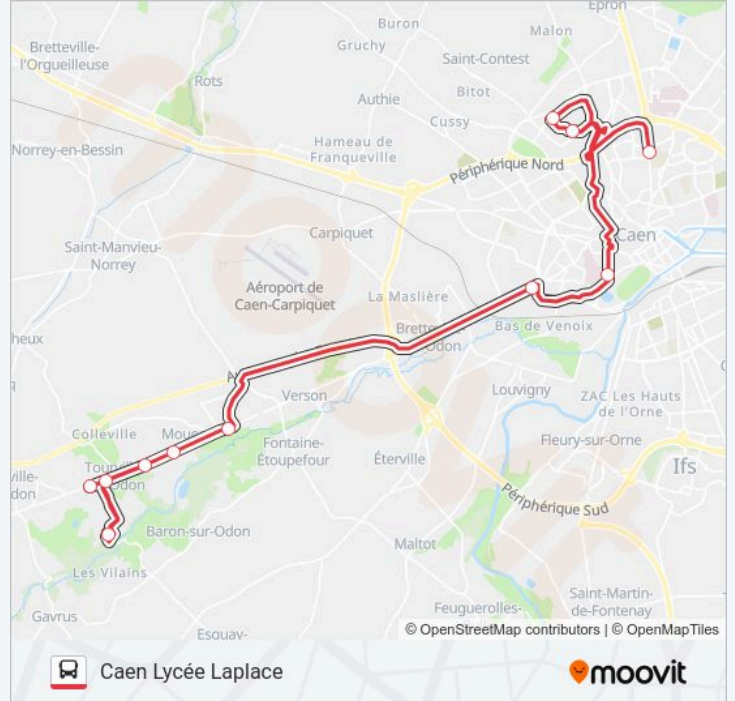 Epron
Buron
Malon
Bretteville-
l'Orgueilleuse
Gruchy
Saint-Contest
Rots
Authie
Bitot
Cussy
Norrey-en-Bessin
Hameau de
Franqueville
Périphérique Nord
Carpiquet
Caen
Saint-Manvieu-
Norrey
Aéroport de
Caen-Carpiquet
La Maslière
Bas de Venoix
Odon
Verson
Louvigny
ZAC Les Hauts
de l'Orne
Colleville
Fontaine-
Étoupefour
Fleury-sur-Orne
Éterville
Ifs
Odon
Périphérique Sud
Baron-sur-Odon
Maltot
Les Vilains
Gavrus
Feuguerolles-
Saint-Martin-
de-Fontenay
Esquay-
© OpenStreetMap contributors | © OpenMapTiles
Caen Lycée Laplace
moovit